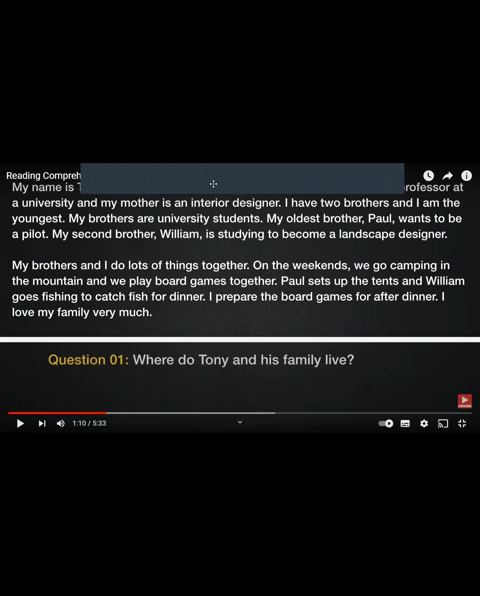 Reading Compreh
My name is T rofessor at
a university and my mother is an interior designer. I have two brothers and I am the
youngest. My brothers are university students. My oldest brother, Paul, wants to be
a pilot. My second brother, William, is studying to become a landscape designer.
My brothers and I do lots of things together. On the weekends, we go camping in
the mountain and we play board games together. Paul sets up the tents and William
goes fishing to catch fish for dinner. I prepare the board games for after dinner. I
love my family very much.
Question 01: Where do Tony and his family live?
1:10 / 5:33